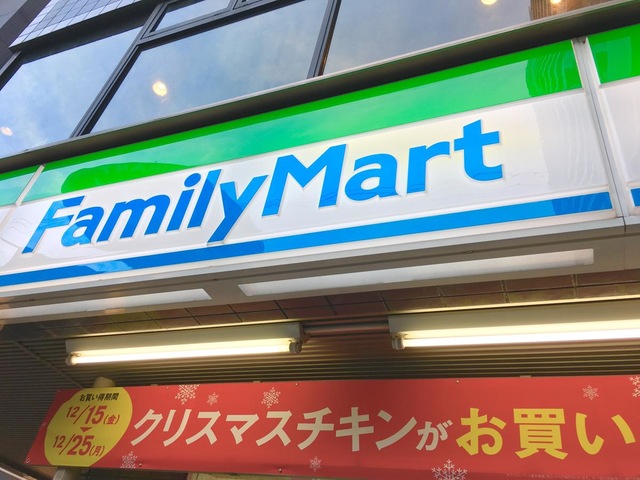 FamilyMart
お買い得期間
12/15(金)
12/25(月)
クリスマスチキンがお買い